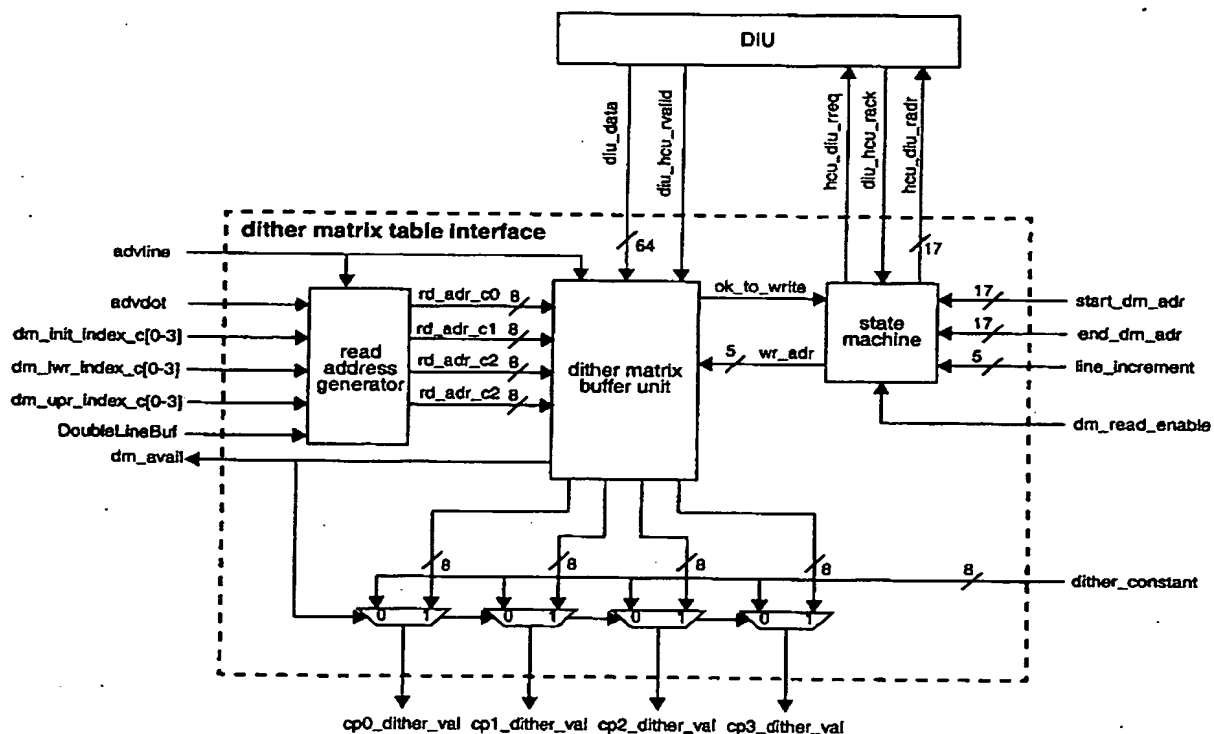 DIU
diu_data
diu_hcu_rvalid
hcu_diu_rreq
diu_hcu_rack
hcu_diu_radr
dither matrix table interface
64
17
advline
advdot
dm_init_index_c[0-3]
dm_lwr_index_c[0-3]
dm_upr_index_c[0-3]
DoubleLineBuf
dm_avail
read
address
generator
rd_adr_c0
8
rd_adr_c1
8
rd_adr_c2
8
rd_adr_c2
8
dither matrix
buffer unit
ok_to_write
5
wr_adr
state
machine
17
start_dm_adr
17
end_dm_adr
5
line_increment
dm_read_enable
8
8
8
8
8
dither_constant
0
1
0
1
0
1
0
1
cp0_dither_val
cp1_dither_val
cp2_dither_val
cp3_dither_val